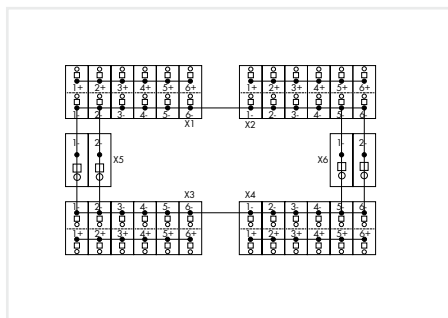 1+ 2+ 3+ 4+ 5+ 6+ 1+ 2+ 3+ 4+ 5+ 6+
1- 2- 3- 4- 5- 6- 1- 2- 3- 4- 5- 6-
X1 X2
1- 2- 1- 2-
X5 X6
X3 X4
1- 2- 3- 4- 5- 6- 1- 2- 3- 4- 5- 6-
1+ 2+ 3+ 4+ 5+ 6+ 1+ 2+ 3+ 4+ 5+ 6+